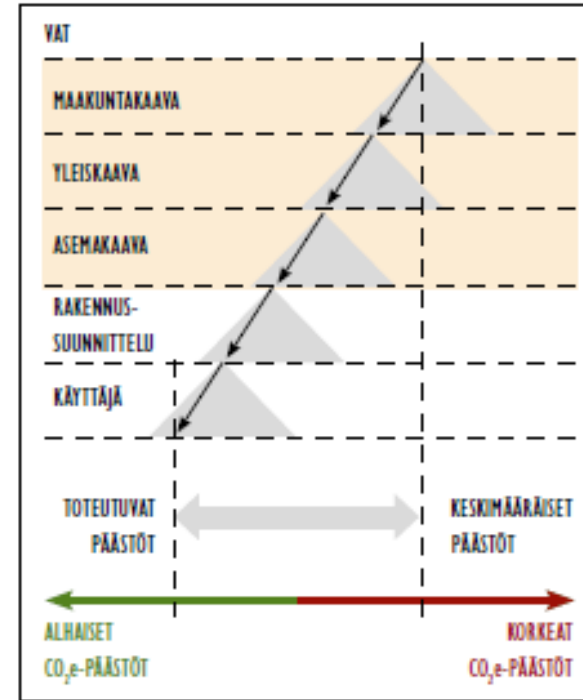 VAT
MAAKUNTAKAAVA
YLEISKAAVA
ASEMAKAAVA
RAKENNUS-
SUUNNITTELU
KÄYTTÄJÄ
TOTEUTUVAT
PÄÄSTÖT
KESKIMÄÄRÄISET
PÄÄSTÖT
ALHAISET
CO₂e-PÄÄSTÖT
KORKEAT
CO₂e-PÄÄSTÖT